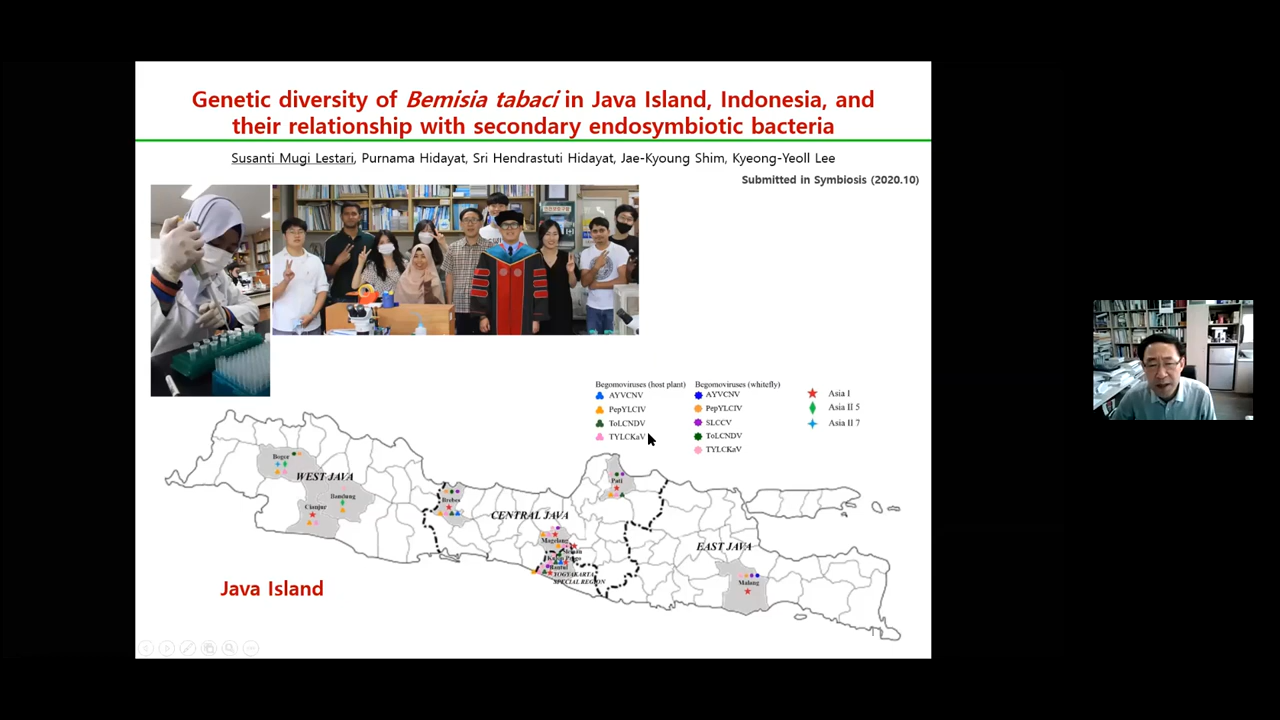 Genetic diversity of Bemisia tabaci in Java Island, Indonesia, and
their relationship with secondary endosymbiotic bacteria
Susanti Mugi Lestari, Purnama Hidayat, Sri Hendrastuti Hidayat, Jae-Kyoung Shim, Kyeong-Yeoll Lee
Submitted in Symbiosis (2020.10)
Begomoviruses (host plant)
AYVCNV
PepYLCIV
ToLCNDV
TYLCKaV
Begomoviruses (whitefly)
AYVCNV
PepYLCIV
SLCCV
ToLCNDV
TYLCKaV
Asia I
Asia II 5
Asia II 7
Bogor
WEST JAVA
Bandung
Cianjur
Brebes
CENTRAL JAVA
Pati
Magelang
Bantul
YOGYAKARTA
SPECIAL REGION
EAST JAVA
Malang
Java Island